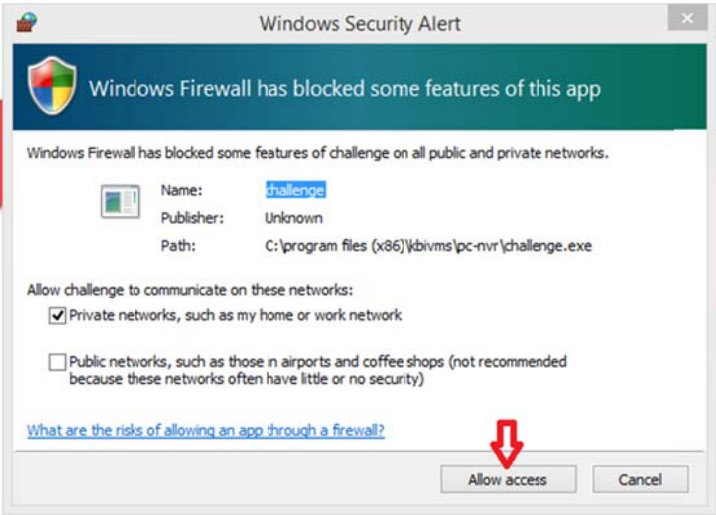 Windows Security Alert
Windows Firewall has blocked some features of this app
Windows Firewall has blocked some features of challenge on all public and private networks.
Name: challenge
Publisher: Unknown
Path: C:\program files (x86)\kbivms\pc-nvr\challenge.exe
Allow challenge to communicate on these networks:
Private networks, such as my home or work network
Public networks, such as those in airports and coffee shops (not recommended
because these networks often have little or no security)
What are the risks of allowing an app through a firewall?
Allow access Cancel